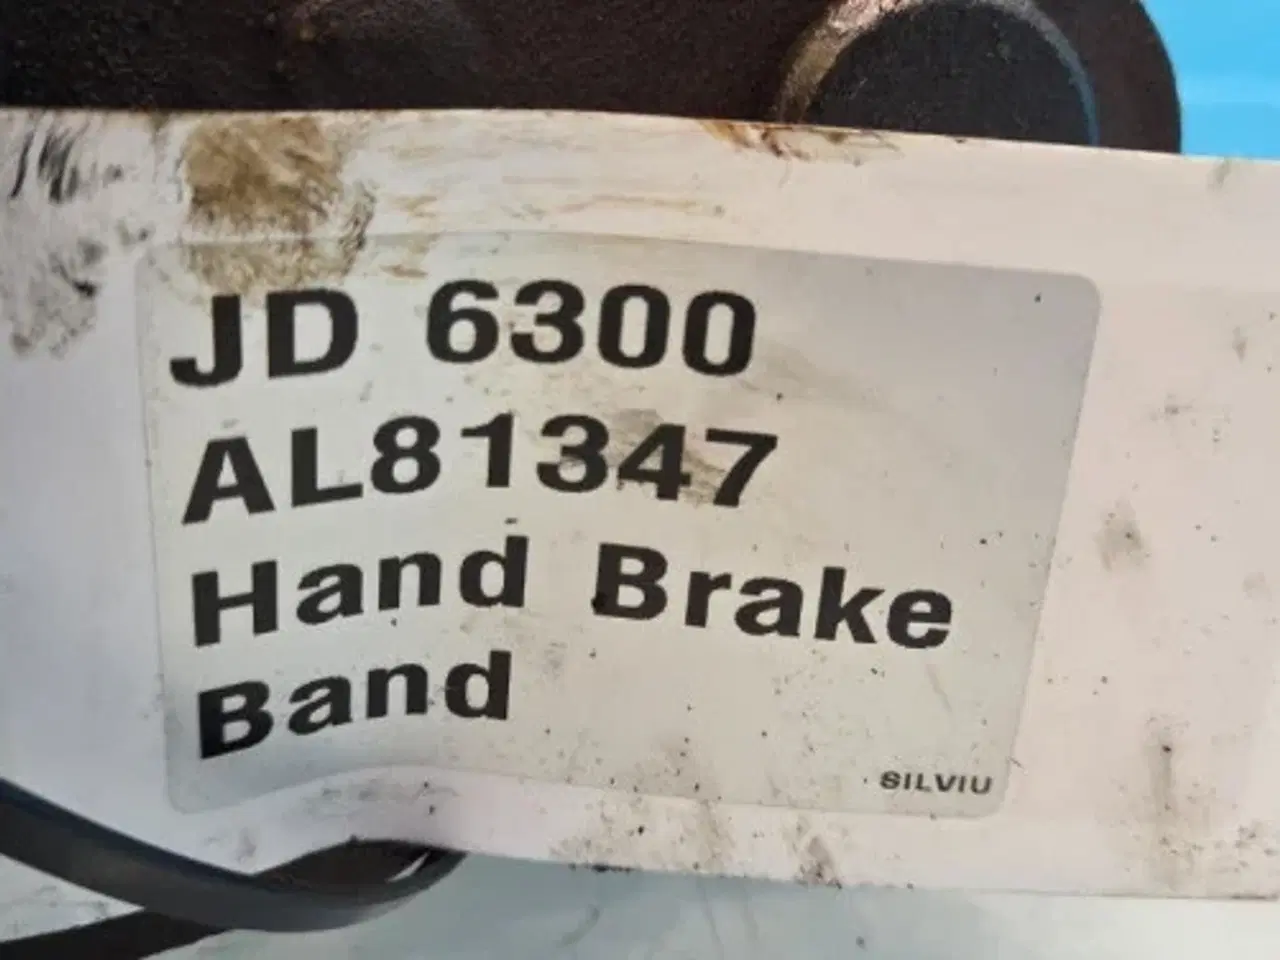 JD 6300
AL81347
Hand Brake
Band
SILVIU